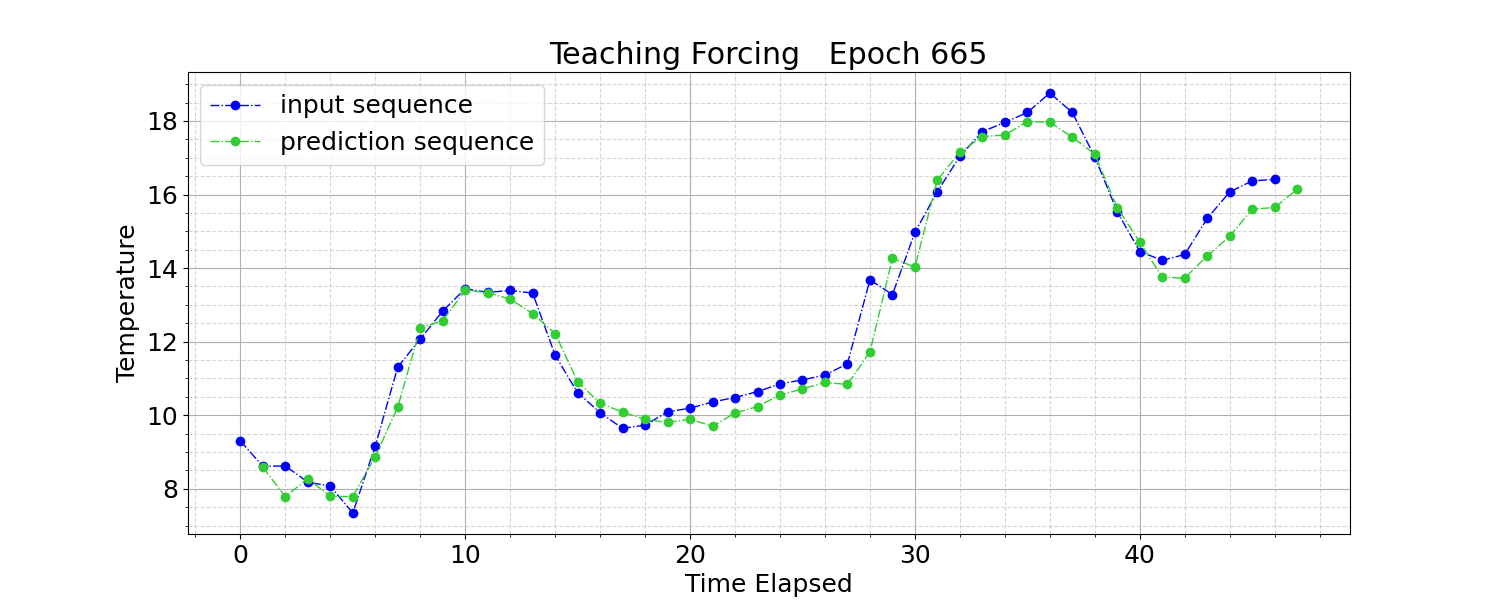 Teaching Forcing   Epoch 665
input sequence
prediction sequence
18
16
14
12
10
8
Temperature
0 10 20 30 40
Time Elapsed